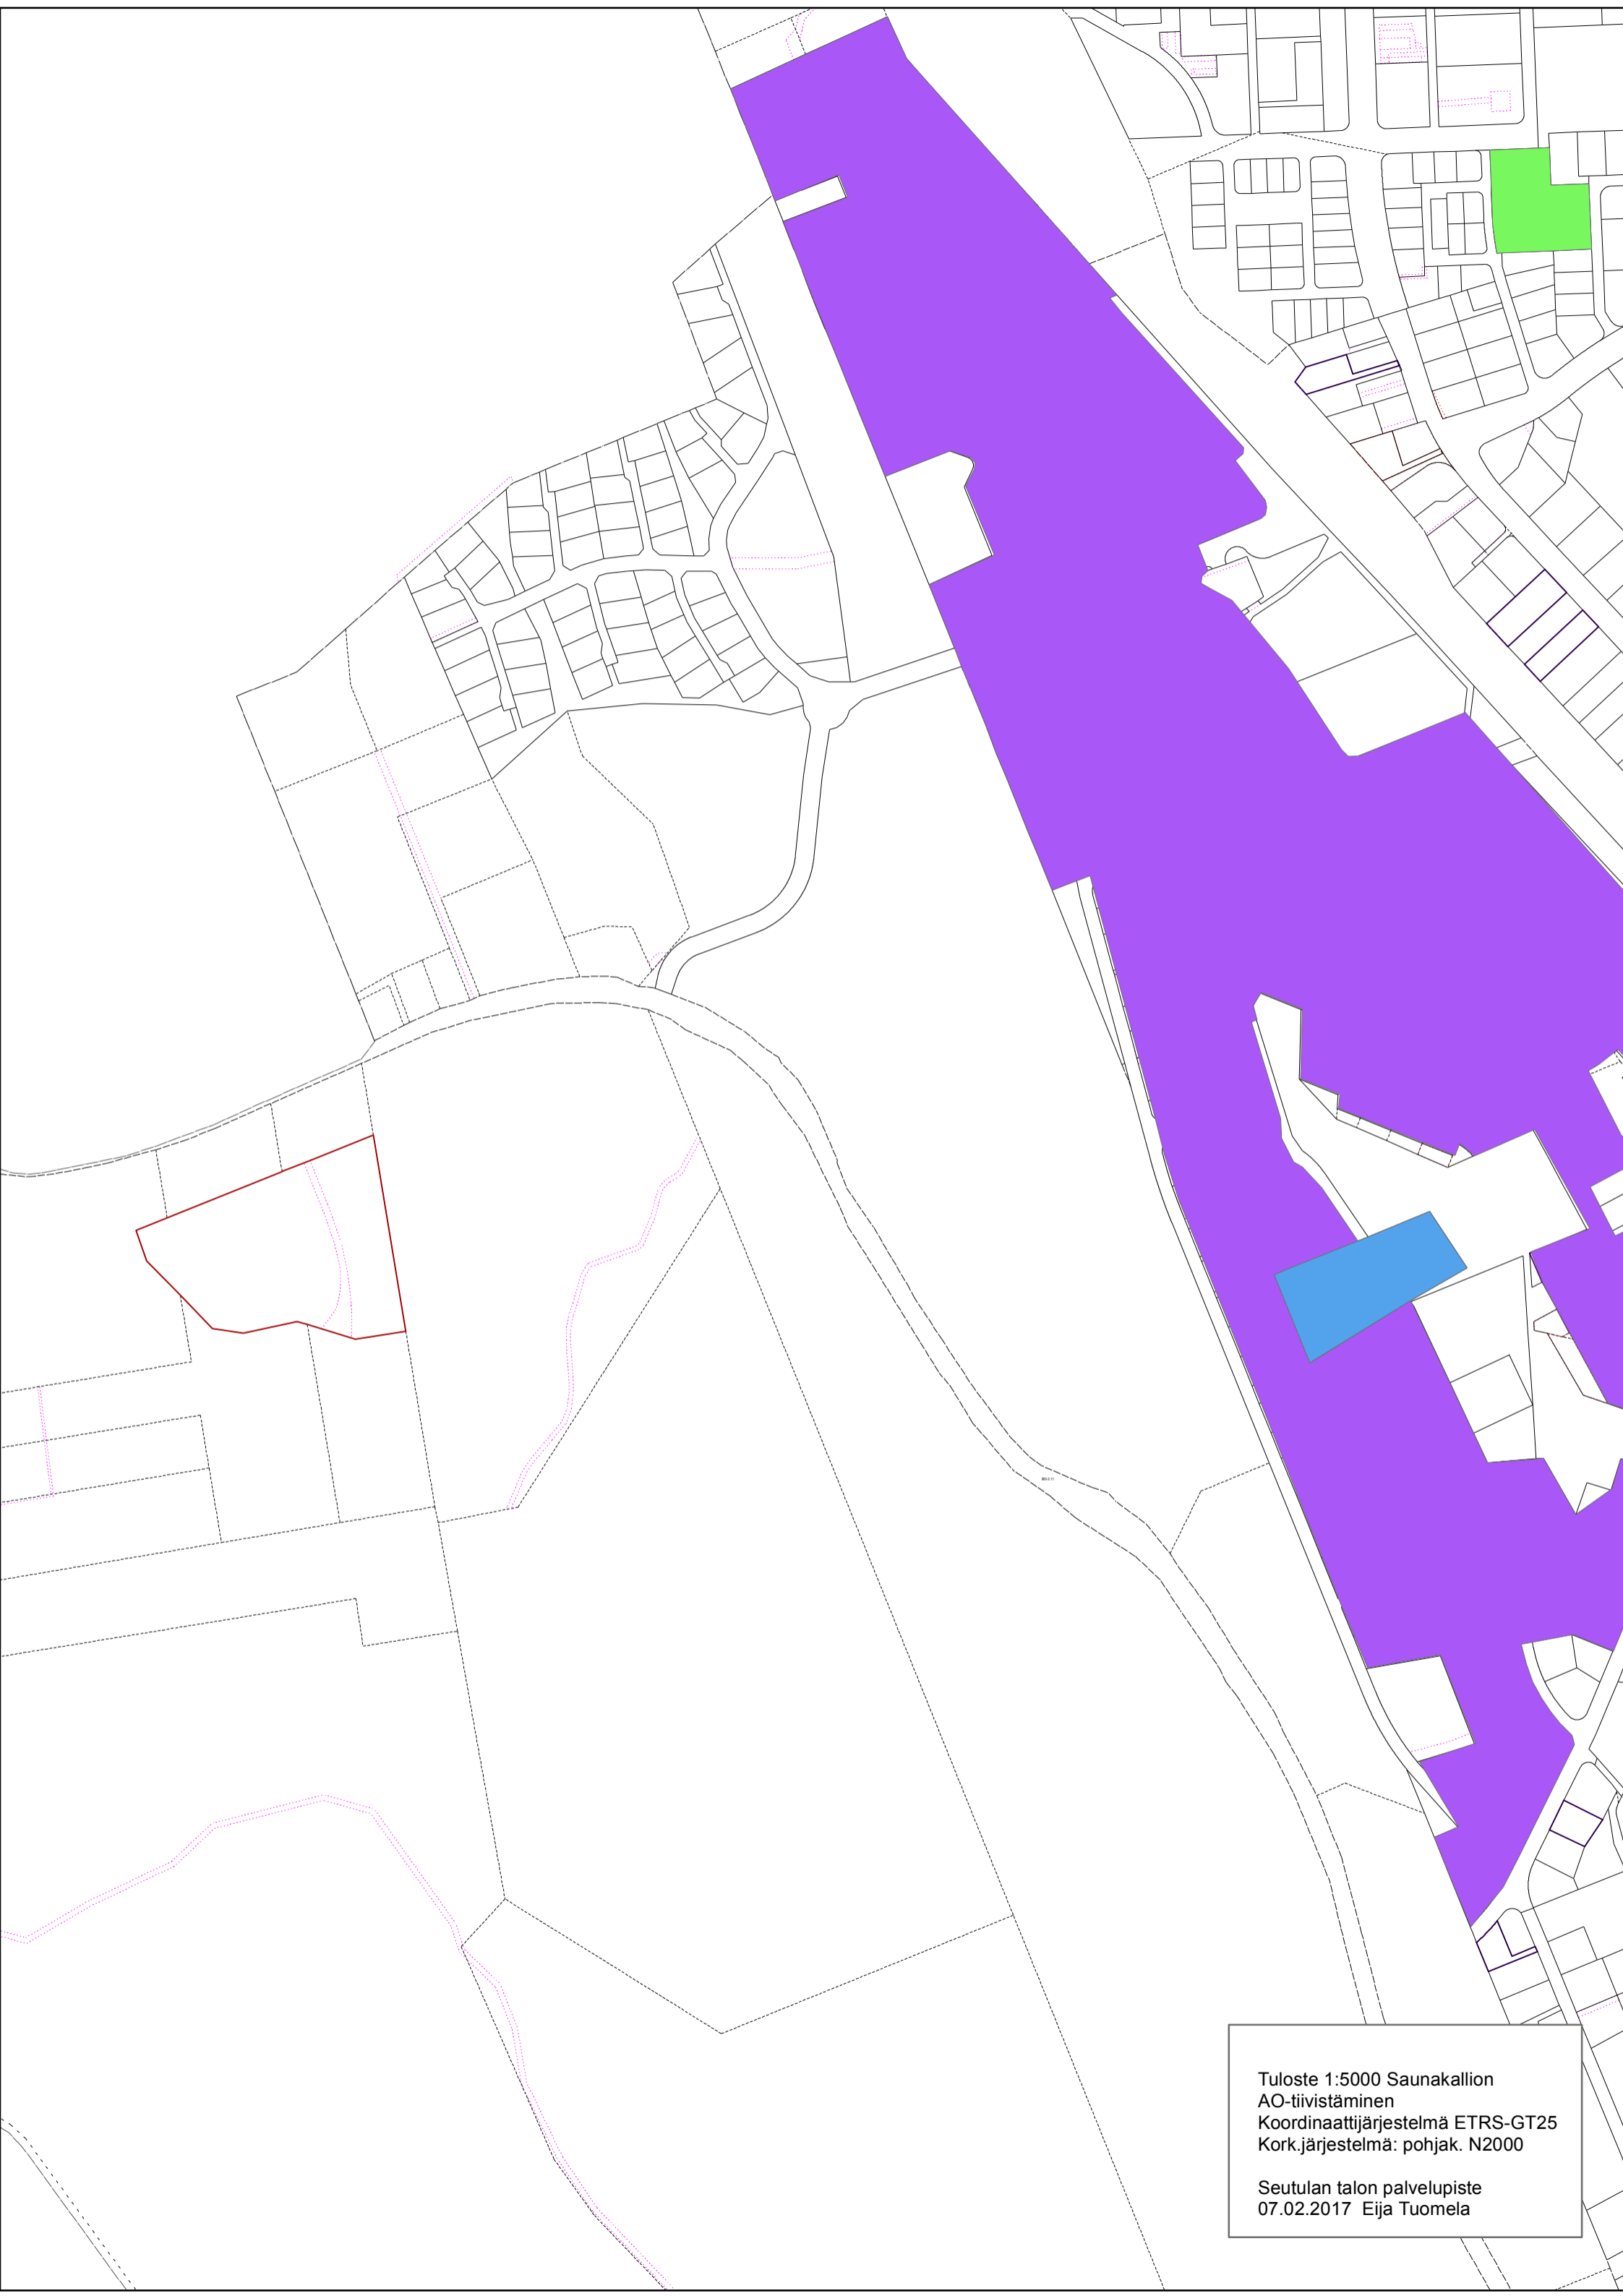 Tuloste 1:5000 Saunakallion
AO-tiivistäminen
Koordinaattijärjestelmä ETRS-GT25
Kork.järjestelmä: pohjak. N2000
Seutulan talon palvelupiste
07.02.2017 Eija Tuomela